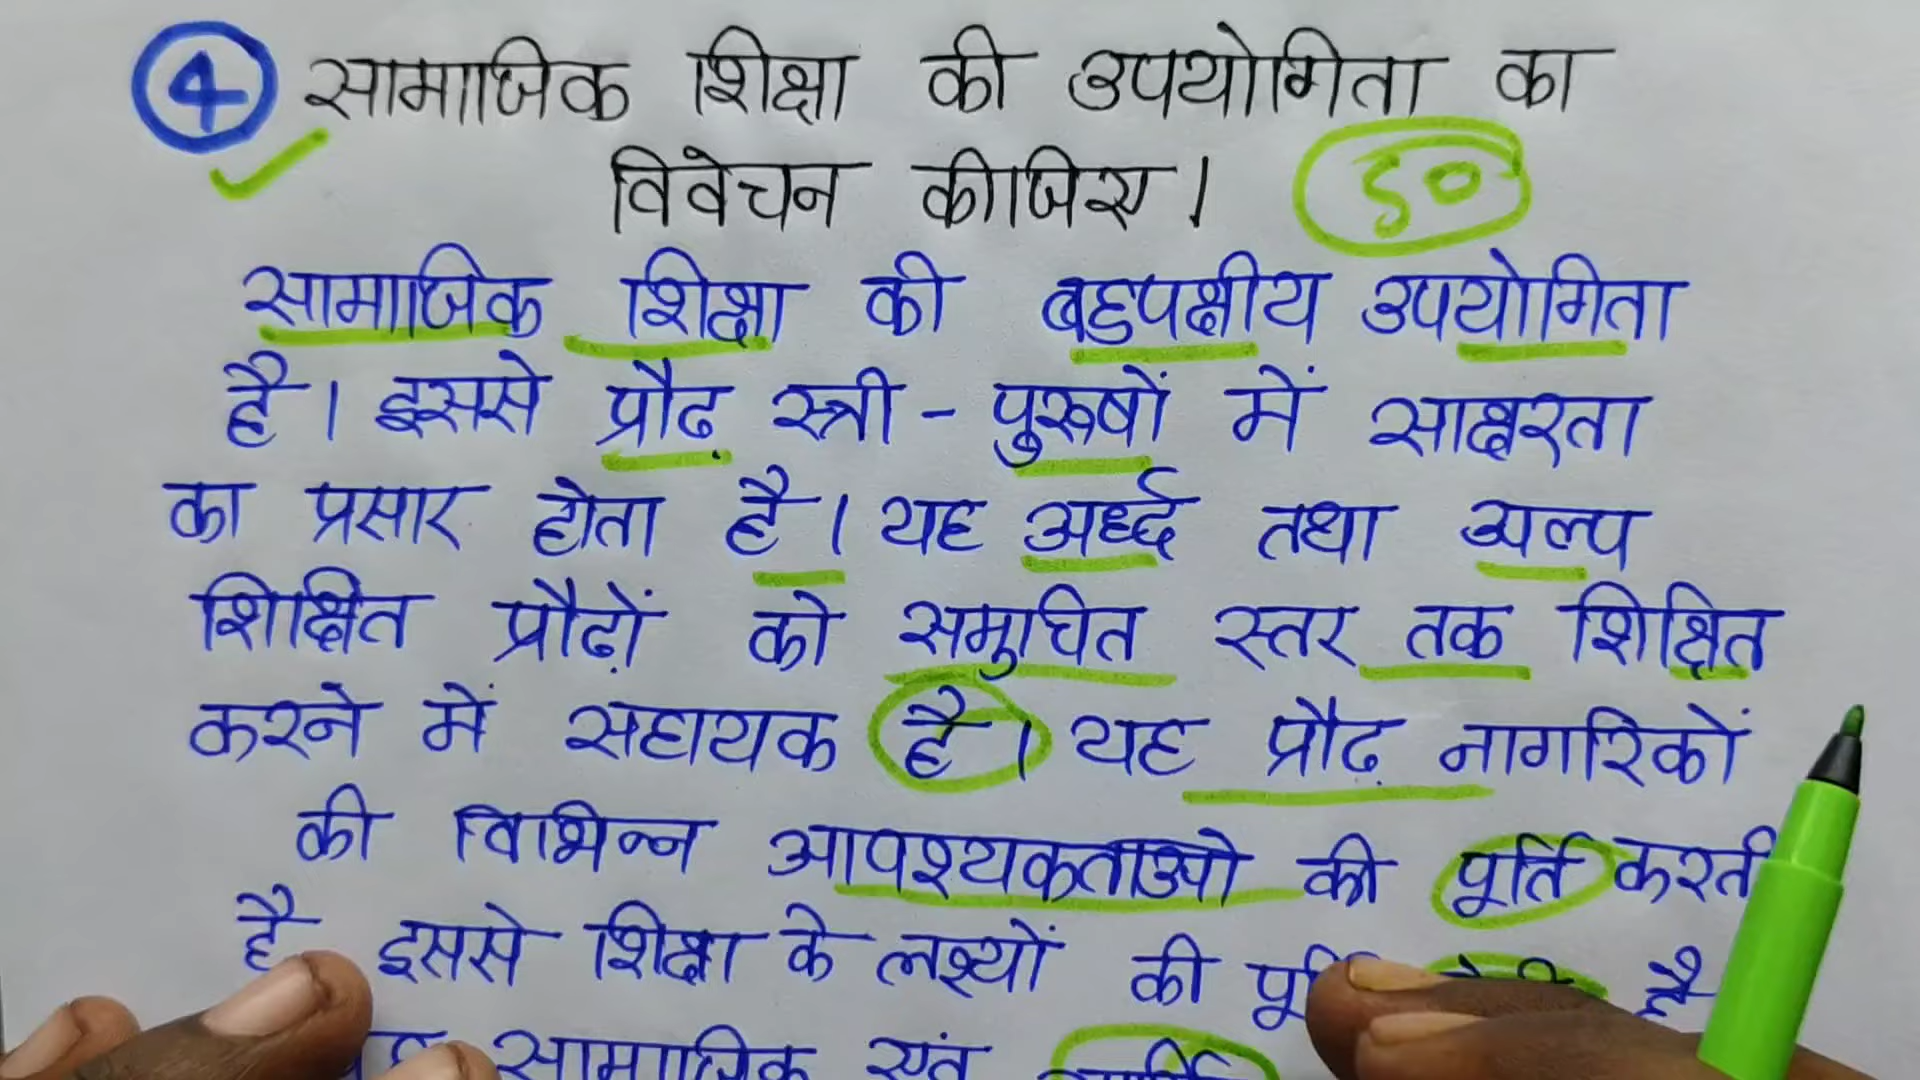 4 सामाजिक शिक्षा की उपयोगिता का
विवेचन कीजिए। 50
सामाजिक शिक्षा की बहुपक्षीय उपयोगिता
है। इससे प्रौढ़ स्त्री - पुरूषों में साक्षरता
का प्रसार होता है। यह अर्ध्द तथा अल्प
शिक्षित प्रौढ़ों को समुचित स्तर तक शिक्षित
करने में सहायक है। यह प्रौढ़ नागरिकों
की विभिन्न आवश्यकताओ की पूर्ति करती
है इससे शिक्षा के लक्ष्यों की है
सामाजिक एवं